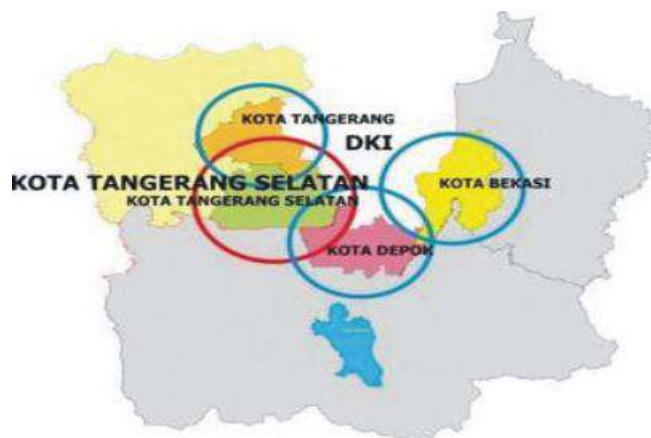 KOTA TANGERANG
DKI
KOTA TANGERANG SELATAN
KOTA BEKASI
KOTA TANGERANG SELATAN
KOTA DEPOK